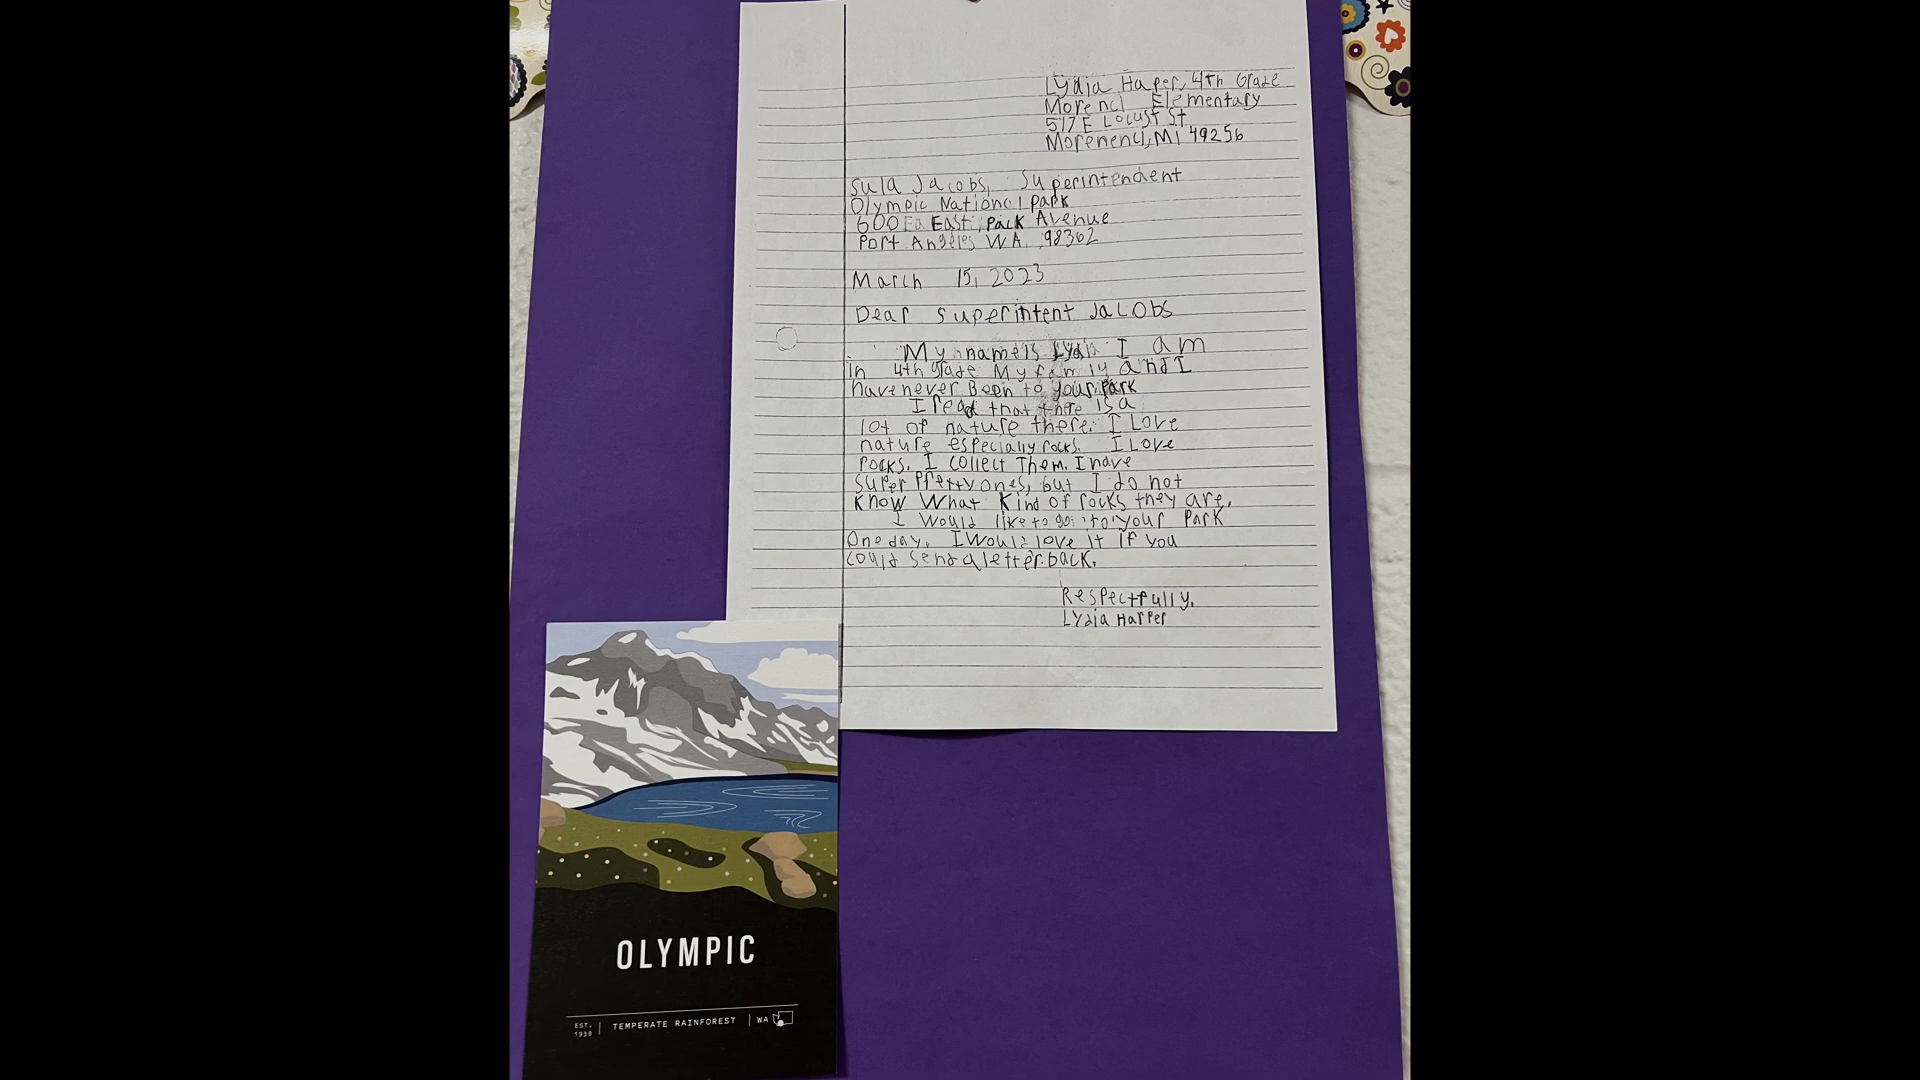 Lydia Haper, 4th Grade
Morenci Elementary
517 E Locust St
Morenenci, MI 49256
Sula Jacobs, Superintendent
Olympic National Park
600 Ea East Park Avenue
Port Angeles WA 98362
March 15, 2023
Dear Superintent Jacobs
My name is Lydia I am
in 4th grade My family and I
have never Been to your Park
I read that there is a
lot of nature there. I Love
nature especially rocks. I Love
rocks. I collect Them. I have
super Pretty ones, but I do not
know What kind of rocks they are.
I Would like to go to your Park
One day. I Would love it if you
could send a letter back.
Respectfully,
Lydia Harper
OLYMPIC
EST. 1938 | TEMPERATE RAINFOREST | WA